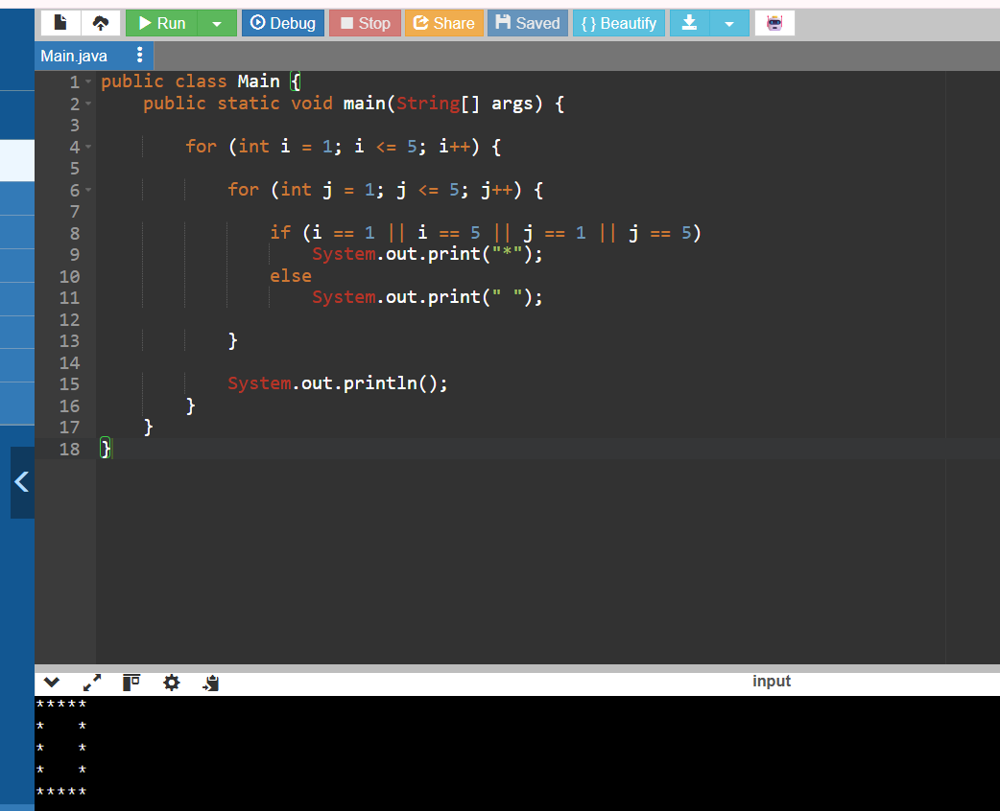 Run Debug Stop Share Saved { } Beautify
Main.java
1 public class Main {
2     public static void main(String[] args) {
3
4         for (int i = 1; i <= 5; i++) {
5
6             for (int j = 1; j <= 5; j++) {
7
8                 if (i == 1 || i == 5 || j == 1 || j == 5)
9                     System.out.print("*");
10                 else
11                     System.out.print(" ");
12
13             }
14
15             System.out.println();
16         }
17     }
18 }
input
*****
*   *
*   *
*   *
*****